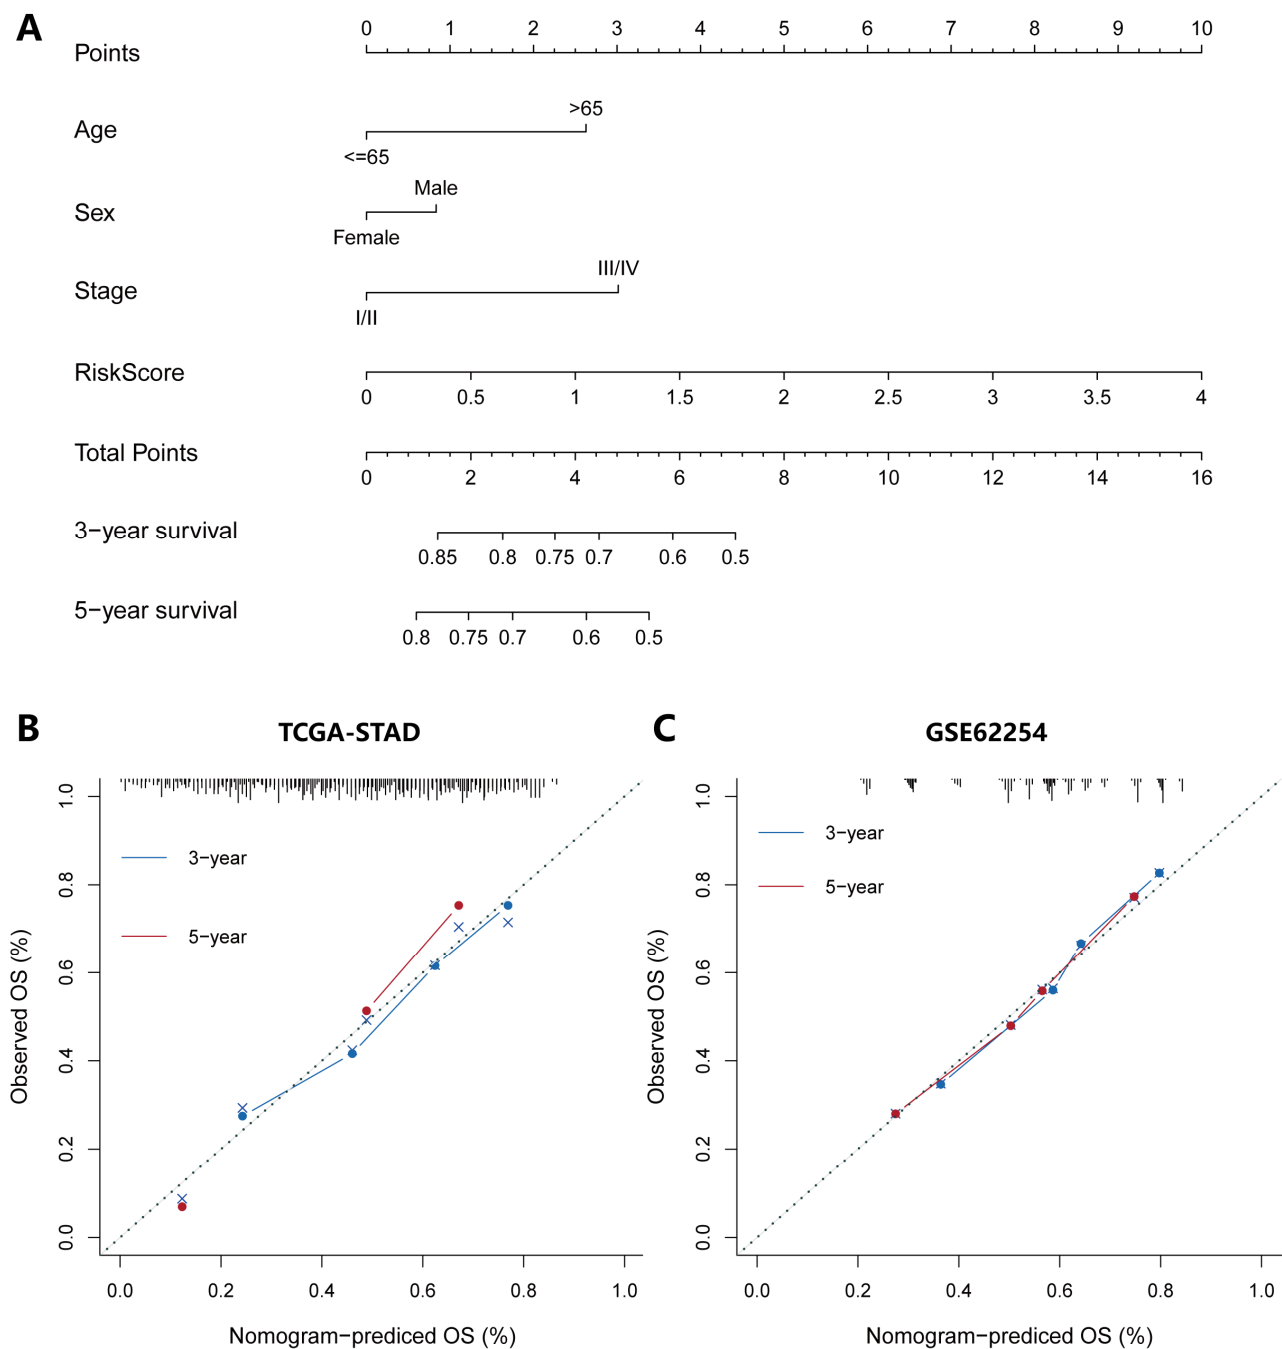 A
Points
0 1 2 3 4 5 6 7 8 9 10
Age
>65
<=65
Sex
Male
Female
Stage
III/IV
I/II
RiskScore
0 0.5 1 1.5 2 2.5 3 3.5 4
Total Points
0 2 4 6 8 10 12 14 16
3−year survival
0.85 0.8 0.75 0.7 0.6 0.5
5−year survival
0.8 0.75 0.7 0.6 0.5
B
TCGA-STAD
3−year
5−year
Observed OS (%)
1.0
0.8
0.6
0.4
0.2
0.0
0.0 0.2 0.4 0.6 0.8 1.0
Nomogram−prediced OS (%)
C
GSE62254
3−year
5−year
Observed OS (%)
1.0
0.8
0.6
0.4
0.2
0.0
0.0 0.2 0.4 0.6 0.8 1.0
Nomogram−prediced OS (%)